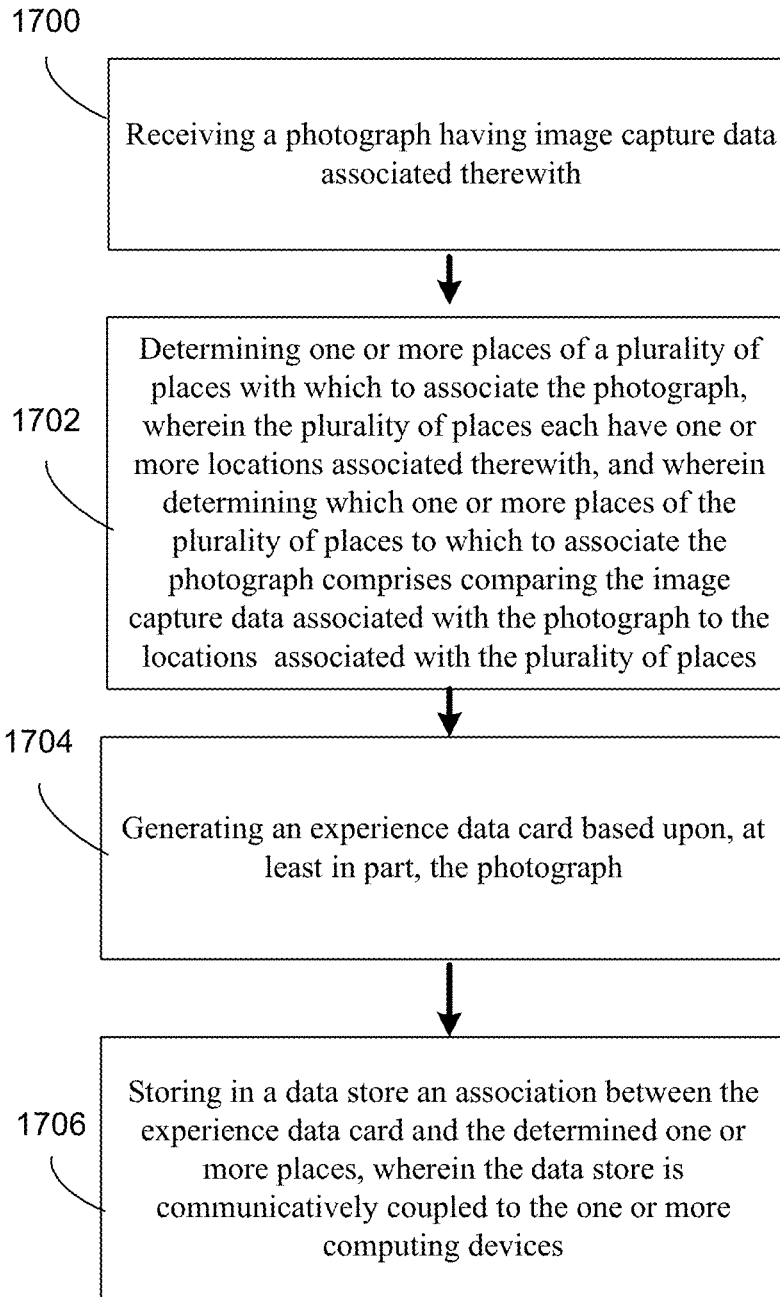 1700
Receiving a photograph having image capture data
associated therewith
1702
Determining one or more places of a plurality of
places with which to associate the photograph,
wherein the plurality of places each have one or
more locations associated therewith, and wherein
determining which one or more places of the
plurality of places to which to associate the
photograph comprises comparing the image
capture data associated with the photograph to the
locations associated with the plurality of places
1704
Generating an experience data card based upon, at
least in part, the photograph
1706
Storing in a data store an association between the
experience data card and the determined one or
more places, wherein the data store is
communicatively coupled to the one or more
computing devices